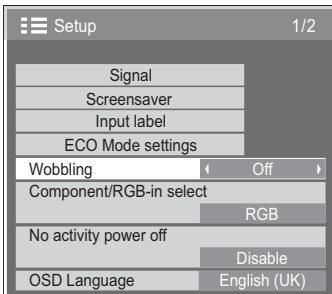 Setup 1/2
Signal
Screensaver
Input label
ECO Mode settings
Wobbling Off
Component/RGB-in select
RGB
No activity power off
Disable
OSD Language English (UK)